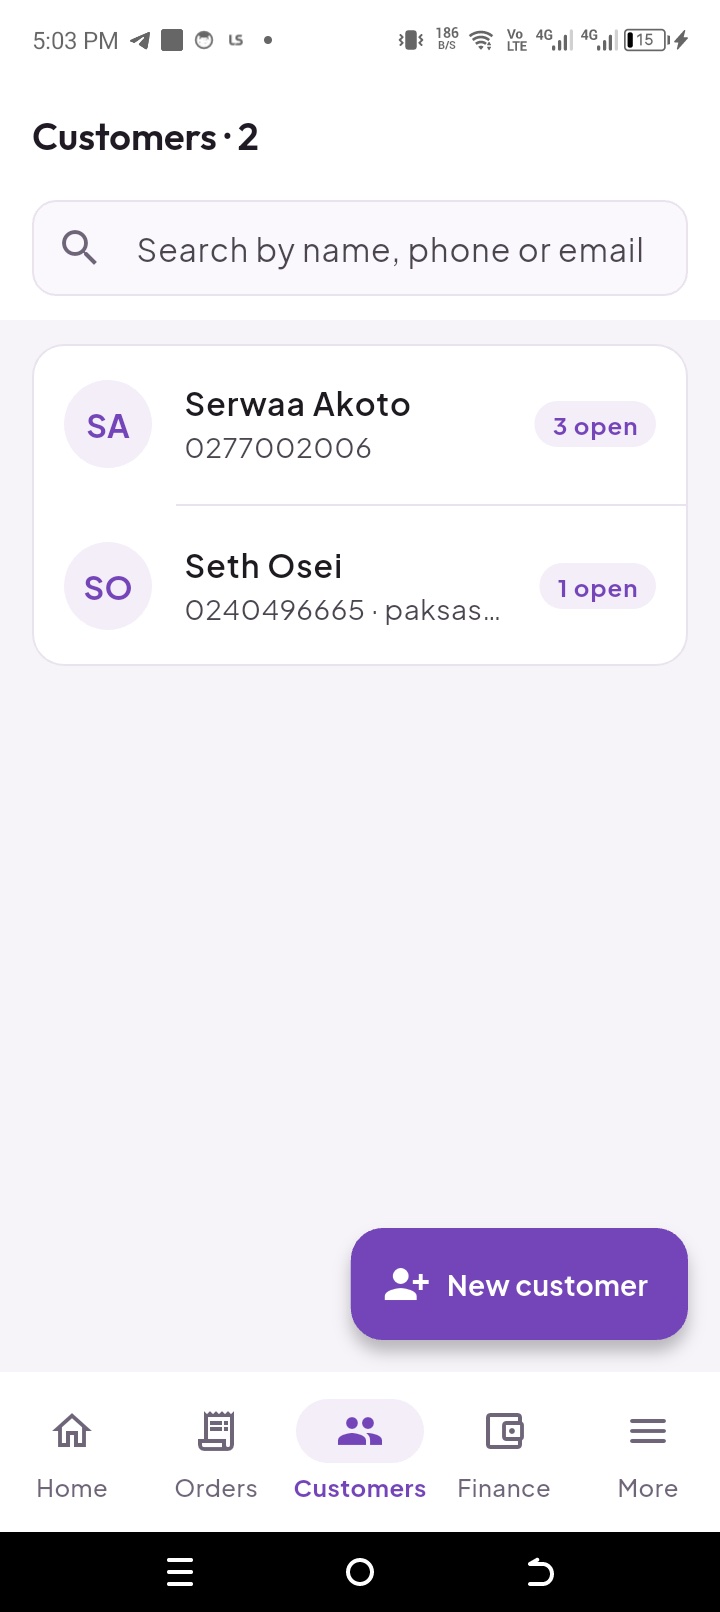 5:03 PM LS 186 B/S Vo LTE 4G 4G 15
Customers · 2
Search by name, phone or email
SA Serwaa Akoto 3 open
0277002006
SO Seth Osei 1 open
0240496665 · paksas...
New customer
Home Orders Customers Finance More